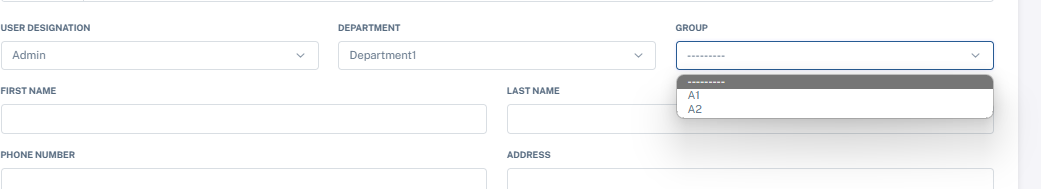 USER DESIGNATION DEPARTMENT GROUP
Admin Department1 ---------
---------
A1
A2
FIRST NAME LAST NAME
PHONE NUMBER ADDRESS